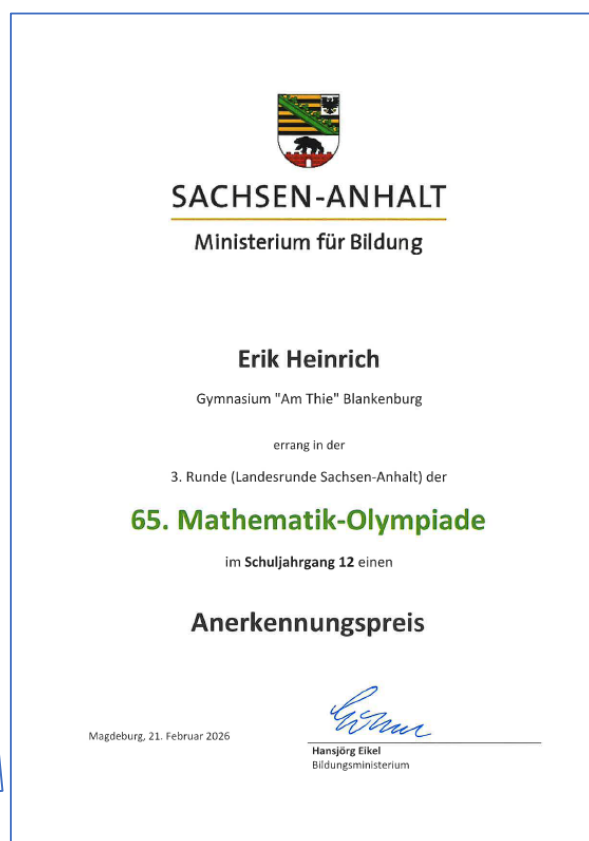 SACHSEN-ANHALT
Ministerium für Bildung
Erik Heinrich
Gymnasium "Am Thie" Blankenburg
errang in der
3. Runde (Landesrunde Sachsen-Anhalt) der
65. Mathematik-Olympiade
im Schuljahrgang 12 einen
Anerkennungspreis
Magdeburg, 21. Februar 2026
Hansjörg Eikel
Bildungsministerium